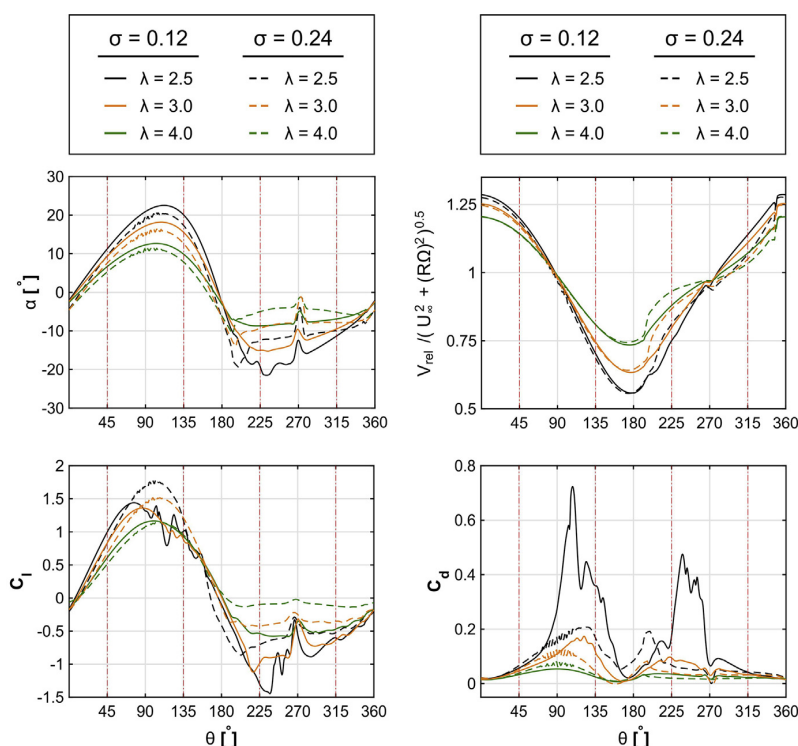 σ = 0.12 σ = 0.24
λ = 2.5 λ = 2.5
λ = 3.0 λ = 3.0
λ = 4.0 λ = 4.0
σ = 0.12 σ = 0.24
λ = 2.5 λ = 2.5
λ = 3.0 λ = 3.0
λ = 4.0 λ = 4.0
α [°]
30
20
10
0
-10
-20
-30
45 90 135 180 225 270 315 360
V_rel /( U_∞^2 + (RΩ)^2)^0.5
1.25
1
0.75
0.5
45 90 135 180 225 270 315 360
C_l
2
1.5
1
0.5
0
-0.5
-1
-1.5
45 90 135 180 225 270 315 360
θ [°]
C_d
0.8
0.6
0.4
0.2
0
45 90 135 180 225 270 315 360
θ [°]